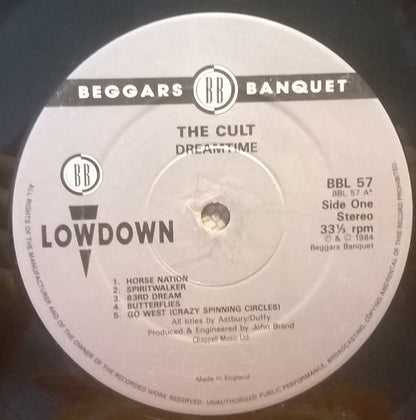 BEGGARS BB BANQUET
THE CULT
DREAMTIME
BB
LOWDOWN
BBL 57
BBL 57 A*
Side One
Stereo
33⅓ rpm
℗ & © 1984
Beggars Banquet
1. HORSE NATION
2. SPIRITWALKER
3. 83RD DREAM
4. BUTTERFLIES
5. GO WEST (CRAZY SPINNING CIRCLES)
All titles by Astbury/Duffy
Produced & Engineered by John Brand
Chappell Music Ltd.
Made in England
ALL RIGHTS OF THE MANUFACTURER AND OF THE OWNER OF THE RECORDED WORK RESERVED. UNAUTHORISED PUBLIC PERFORMANCE, BROADCASTING, COPYING AND RENTAL OF THIS RECORD PROHIBITED.